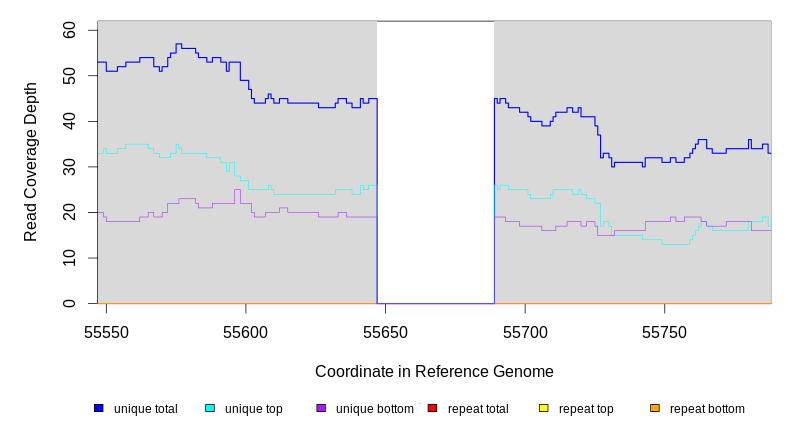 Read Coverage Depth
60
50
40
30
20
10
0
55550 55600 55650 55700 55750
Coordinate in Reference Genome
unique total unique top unique bottom repeat total repeat top repeat bottom